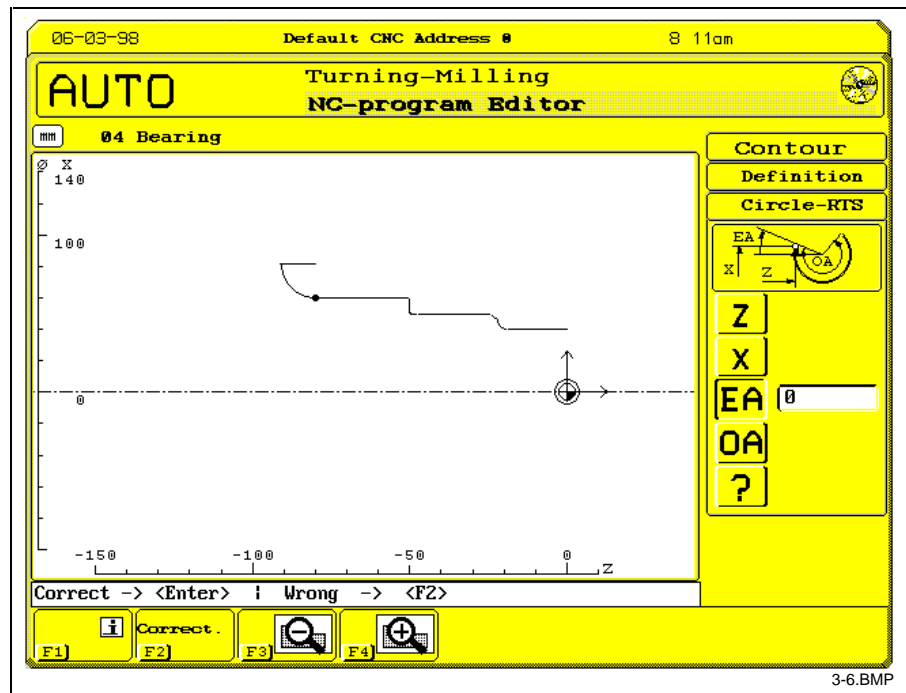 06-03-98 Default CNC Address 0 8 11am
AUTO
Turning-Milling
NC-program Editor
mm 04 Bearing
Contour
Definition
Circle-RTS
EA
OA
X Z
Ø X
140
100
0
-150 -100 -50 0 Z
Z
X
EA 0
OA
?
Correct -> <Enter> ¦ Wrong -> <F2>
F1) i
Correct.
F2)
F3)
F4)
3-6.BMP